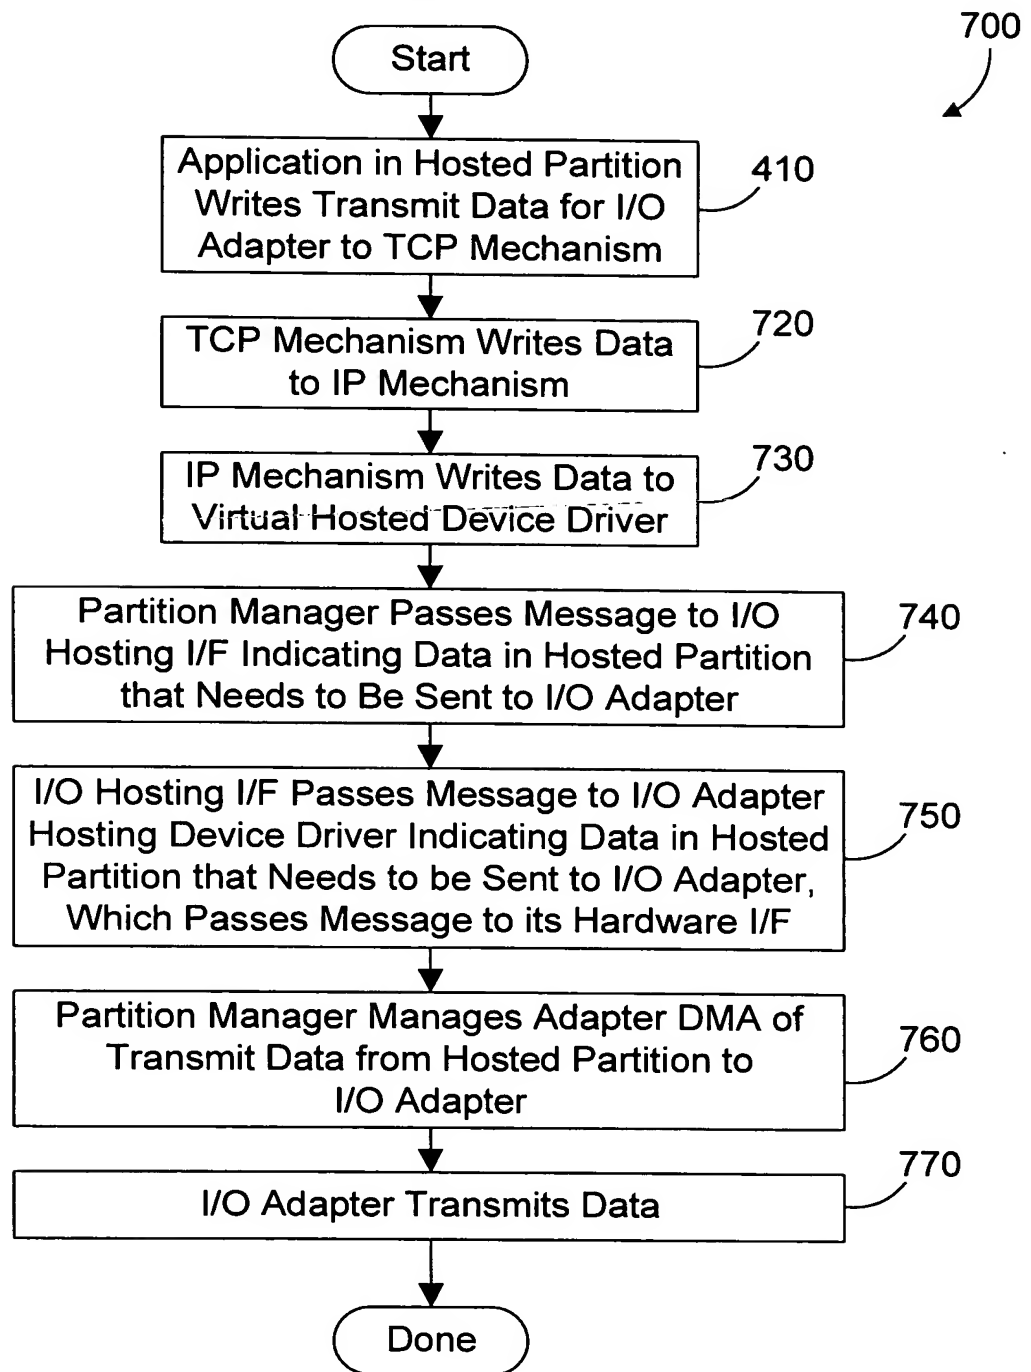 700
Start
Application in Hosted Partition
Writes Transmit Data for I/O
Adapter to TCP Mechanism
410
TCP Mechanism Writes Data
to IP Mechanism
720
IP Mechanism Writes Data to
Virtual Hosted Device Driver
730
Partition Manager Passes Message to I/O
Hosting I/F Indicating Data in Hosted Partition
that Needs to Be Sent to I/O Adapter
740
I/O Hosting I/F Passes Message to I/O Adapter
Hosting Device Driver Indicating Data in Hosted
Partition that Needs to be Sent to I/O Adapter,
Which Passes Message to its Hardware I/F
750
Partition Manager Manages Adapter DMA of
Transmit Data from Hosted Partition to
I/O Adapter
760
I/O Adapter Transmits Data
770
Done